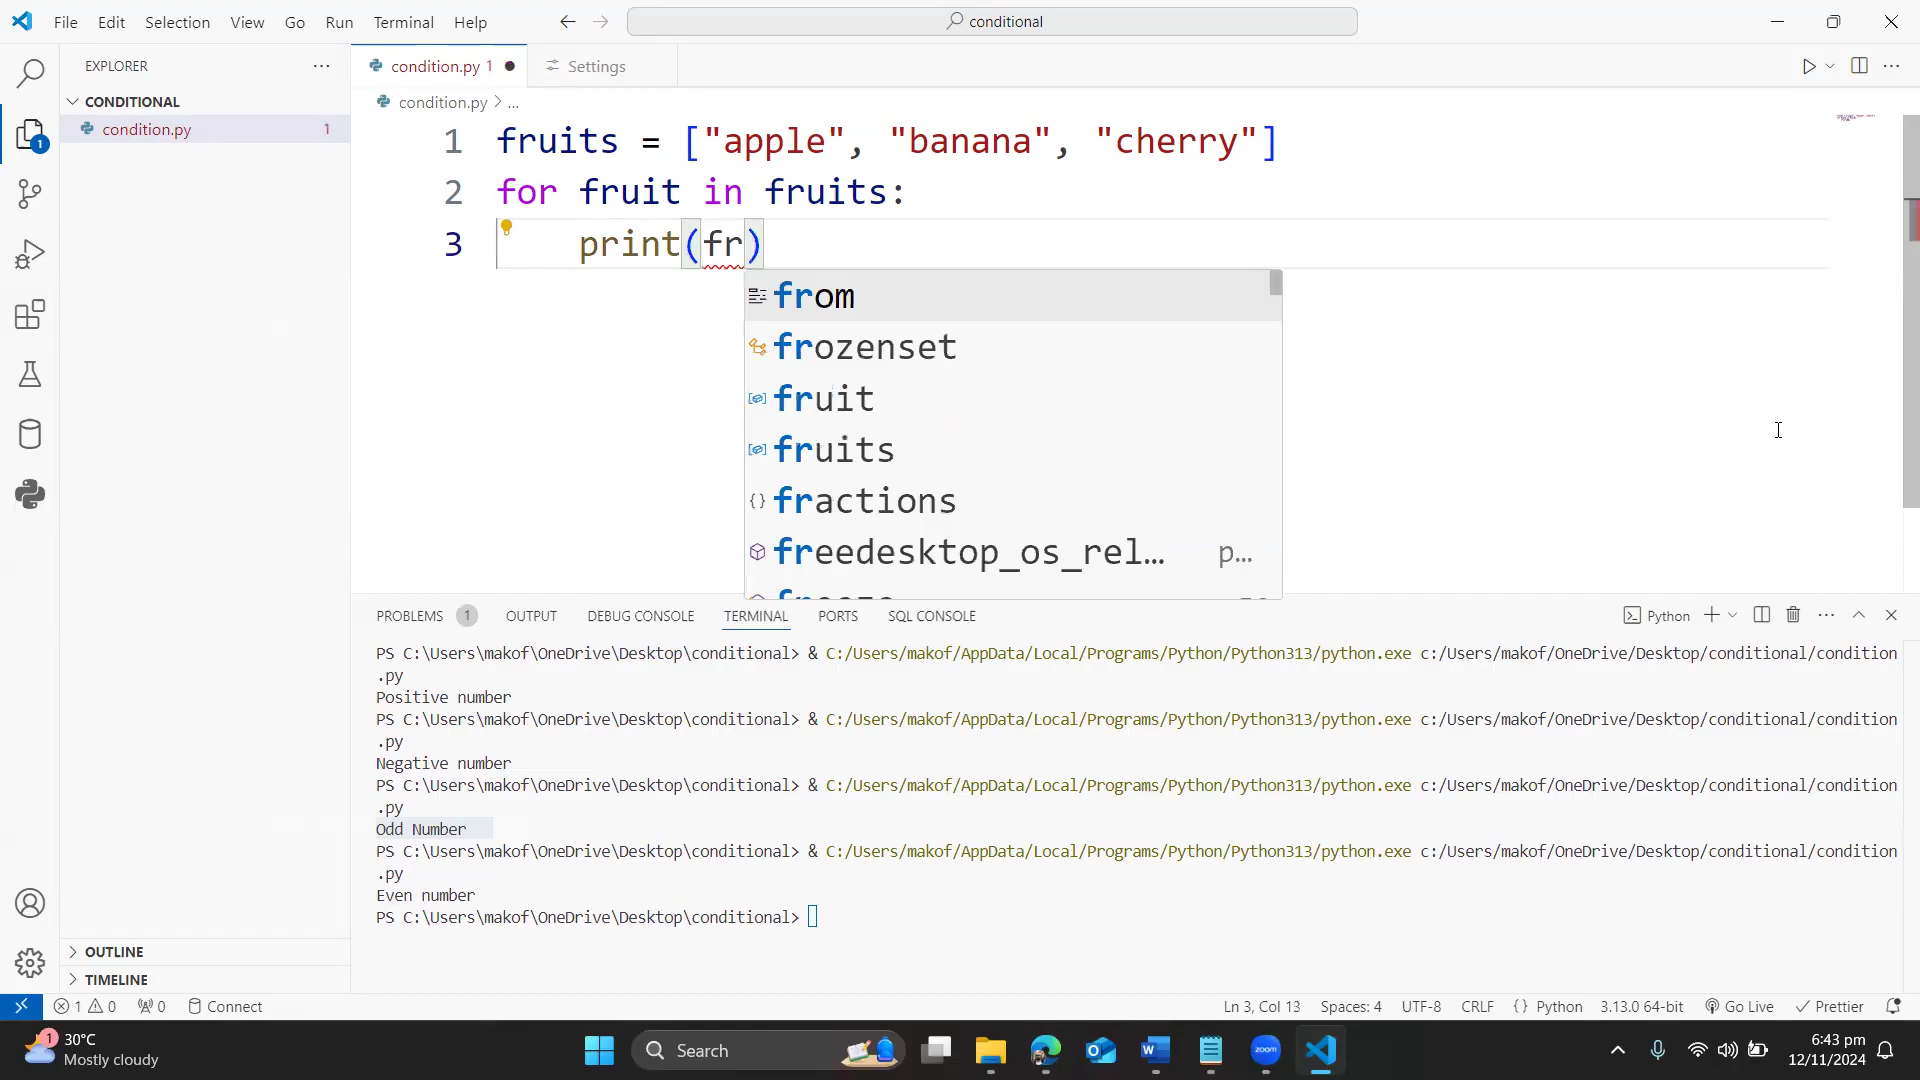 File Edit Selection View Go Run Terminal Help
conditional
EXPLORER
condition.py 1
Settings
CONDITIONAL
condition.py 1
condition.py > ...
1 fruits = ["apple", "banana", "cherry"]
2 for fruit in fruits:
3 print(fr)
from
frozenset
fruit
fruits
fractions
freedesktop_os_rel… p…
PROBLEMS 1 OUTPUT DEBUG CONSOLE TERMINAL PORTS SQL CONSOLE
Python
PS C:\Users\makof\OneDrive\Desktop\conditional> & C:/Users/makof/AppData/Local/Programs/Python/Python313/python.exe c:/Users/makof/OneDrive/Desktop/conditional/condition
.py
Positive number
PS C:\Users\makof\OneDrive\Desktop\conditional> & C:/Users/makof/AppData/Local/Programs/Python/Python313/python.exe c:/Users/makof/OneDrive/Desktop/conditional/condition
.py
Negative number
PS C:\Users\makof\OneDrive\Desktop\conditional> & C:/Users/makof/AppData/Local/Programs/Python/Python313/python.exe c:/Users/makof/OneDrive/Desktop/conditional/condition
.py
Odd Number
PS C:\Users\makof\OneDrive\Desktop\conditional> & C:/Users/makof/AppData/Local/Programs/Python/Python313/python.exe c:/Users/makof/OneDrive/Desktop/conditional/condition
.py
Even number
PS C:\Users\makof\OneDrive\Desktop\conditional>
OUTLINE
TIMELINE
1 0 0 Connect
Ln 3, Col 13 Spaces: 4 UTF-8 CRLF {} Python 3.13.0 64-bit Go Live Prettier
1
30°C
Mostly cloudy
Search
zoom
6:43 pm
12/11/2024